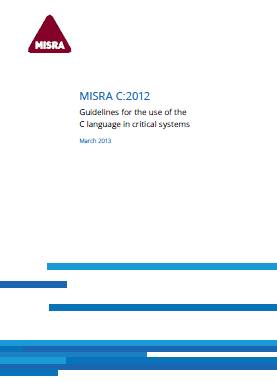 MISRA
MISRA C:2012
Guidelines for the use of the
C language in critical systems
March 2013